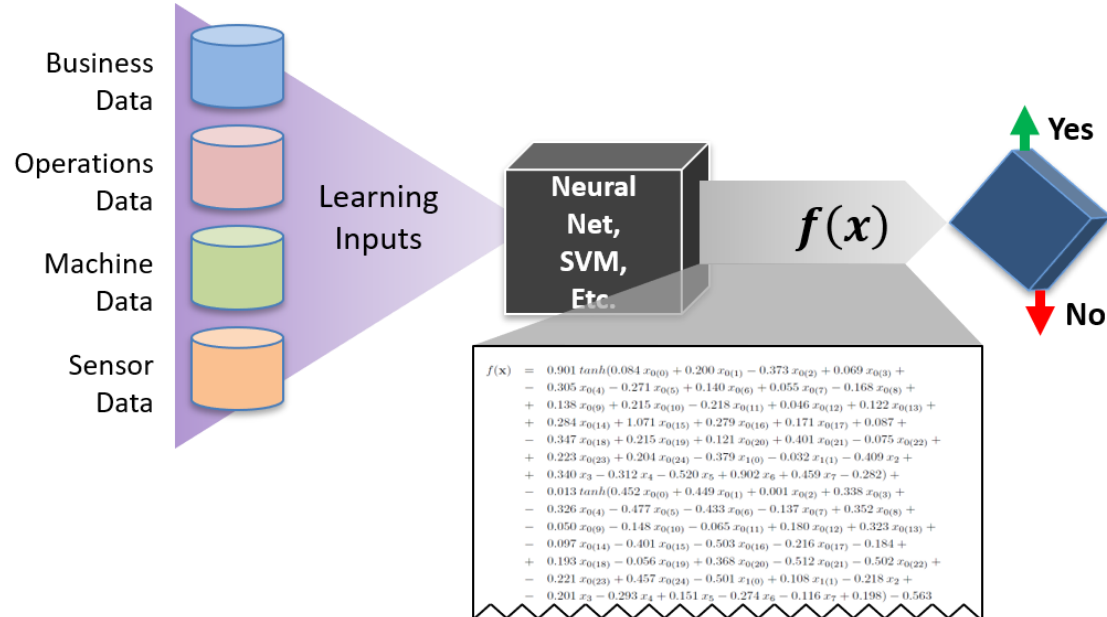 Business
Data
Operations
Data
Machine
Data
Sensor
Data
Learning
Inputs
Neural
Net,
SVM,
Etc.
f(x)
Yes
No
f(x) = 0.901 tanh(0.084 x0(0) + 0.200 x0(1) − 0.373 x0(2) + 0.069 x0(3) +
− 0.305 x0(4) − 0.271 x0(5) + 0.140 x0(6) + 0.055 x0(7) − 0.168 x0(8) +
+ 0.138 x0(9) + 0.215 x0(10) − 0.218 x0(11) + 0.046 x0(12) + 0.122 x0(13) +
+ 0.284 x0(14) + 1.071 x0(15) + 0.279 x0(16) + 0.171 x0(17) + 0.087 +
− 0.347 x0(18) + 0.215 x0(19) + 0.121 x0(20) + 0.401 x0(21) − 0.075 x0(22) +
+ 0.223 x0(23) + 0.204 x0(24) − 0.379 x1(0) − 0.032 x1(1) − 0.409 x2 +
+ 0.340 x3 − 0.312 x4 − 0.520 x5 + 0.902 x6 + 0.459 x7 − 0.282) +
− 0.013 tanh(0.452 x0(0) + 0.449 x0(1) + 0.001 x0(2) + 0.338 x0(3) +
− 0.326 x0(4) − 0.477 x0(5) − 0.433 x0(6) − 0.137 x0(7) + 0.352 x0(8) +
− 0.050 x0(9) − 0.148 x0(10) − 0.065 x0(11) + 0.180 x0(12) + 0.323 x0(13) +
− 0.097 x0(14) − 0.401 x0(15) − 0.503 x0(16) − 0.216 x0(17) − 0.184 +
+ 0.193 x0(18) − 0.056 x0(19) + 0.368 x0(20) − 0.512 x0(21) − 0.502 x0(22) +
− 0.221 x0(23) + 0.457 x0(24) − 0.501 x1(0) + 0.108 x1(1) − 0.218 x2 +
− 0.201 x3 − 0.293 x4 + 0.151 x5 − 0.274 x6 − 0.116 x7 + 0.198) − 0.563